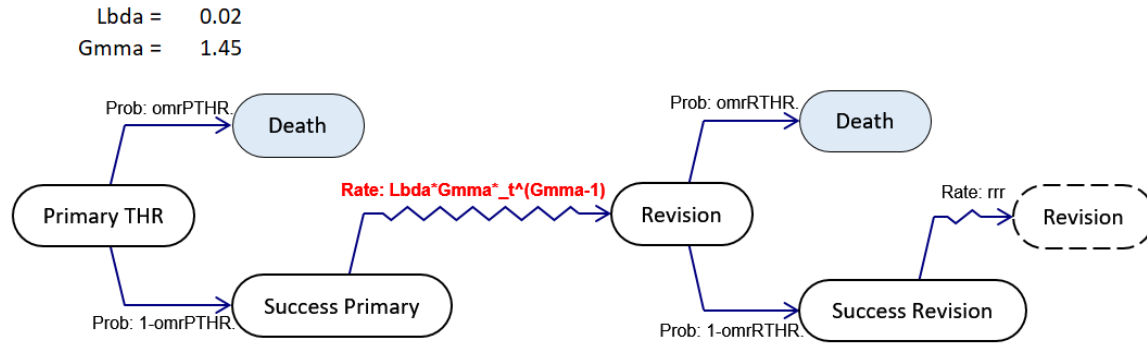 Lbda = 0.02
Gmma = 1.45
Prob: omrPTHR.
Death
Prob: omrRTHR.
Death
Rate: Lbda*Gmma*_t^(Gmma-1)
Rate: rrr
Primary THR
Revision
Revision
Success Primary
Success Revision
Prob: 1-omrPTHR.
Prob: 1-omrRTHR.